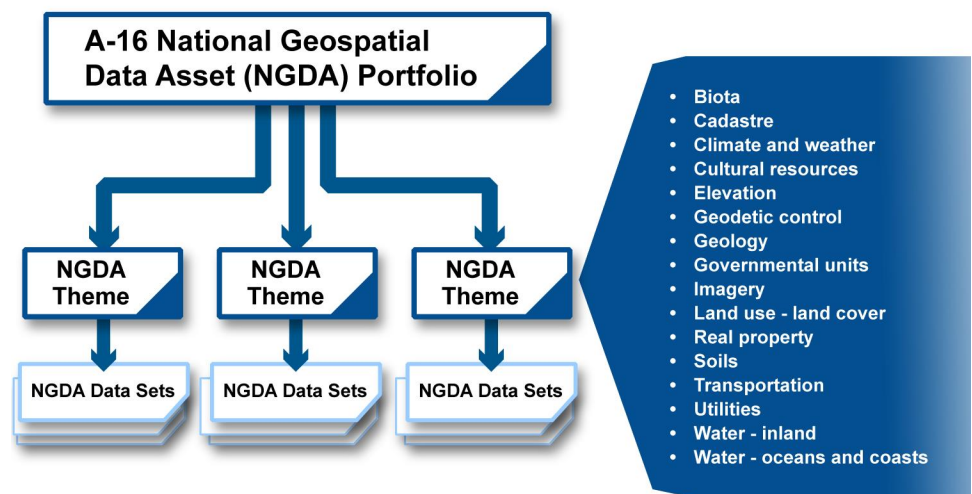 A-16 National Geospatial
Data Asset (NGDA) Portfolio
NGDA
Theme
NGDA
Theme
NGDA
Theme
NGDA Data Sets
NGDA Data Sets
NGDA Data Sets
• Biota
• Cadastre
• Climate and weather
• Cultural resources
• Elevation
• Geodetic control
• Geology
• Governmental units
• Imagery
• Land use - land cover
• Real property
• Soils
• Transportation
• Utilities
• Water - inland
• Water - oceans and coasts